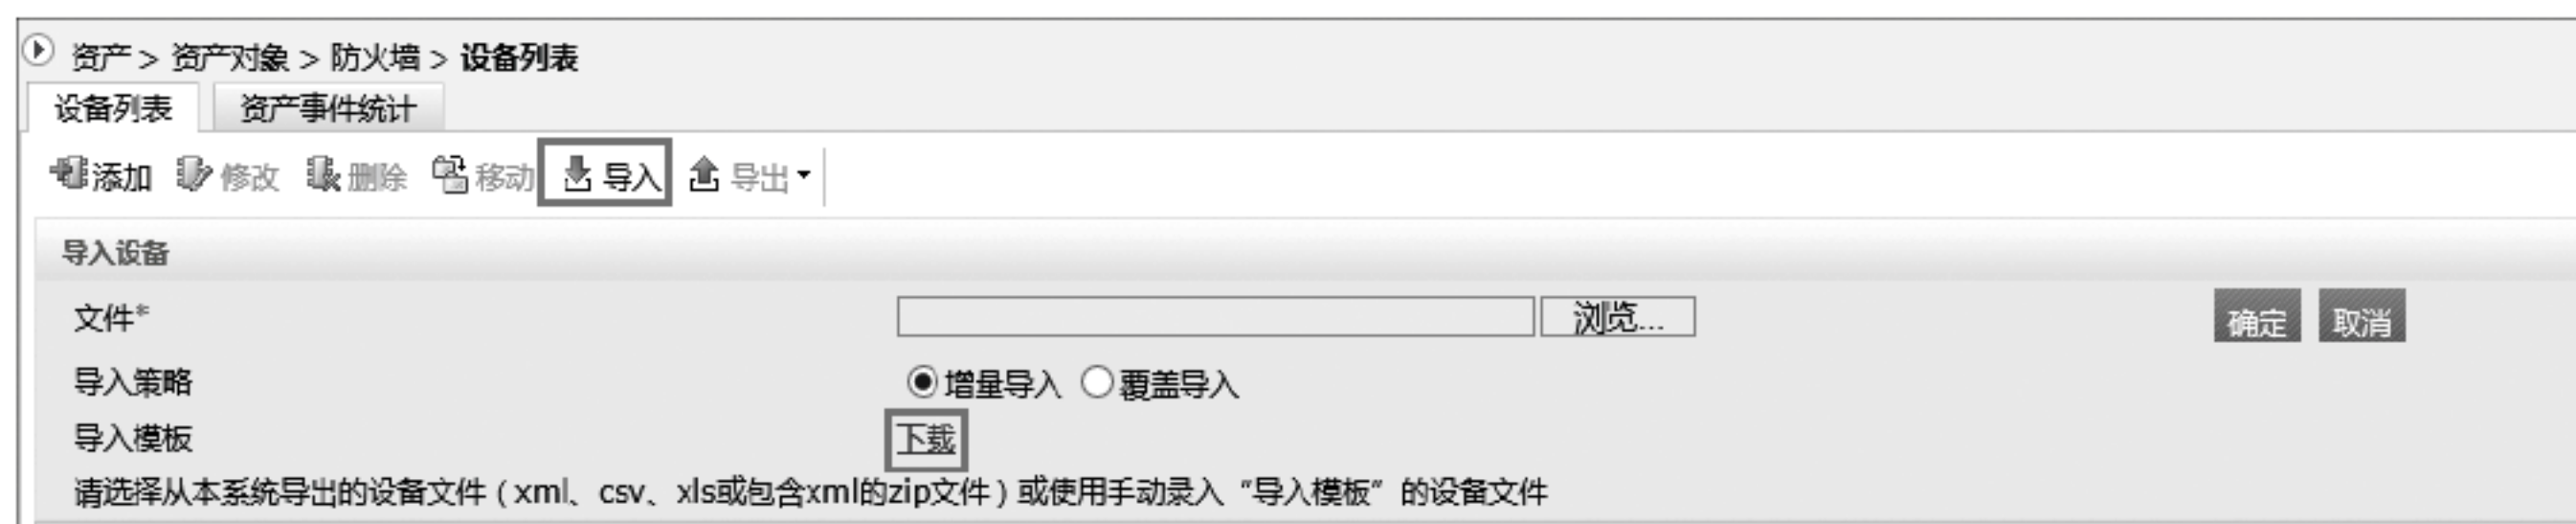 资产 > 资产对象 > 防火墙 > 设备列表
设备列表 资产事件统计
添加 修改 删除 移动 导入 导出
导入设备
文件* 浏览... 确定 取消
导入策略 增量导入 覆盖导入
导入模板 下载
请选择从本系统导出的设备文件（xml、csv、xls或包含xml的zip文件）或使用手动录入“导入模板”的设备文件